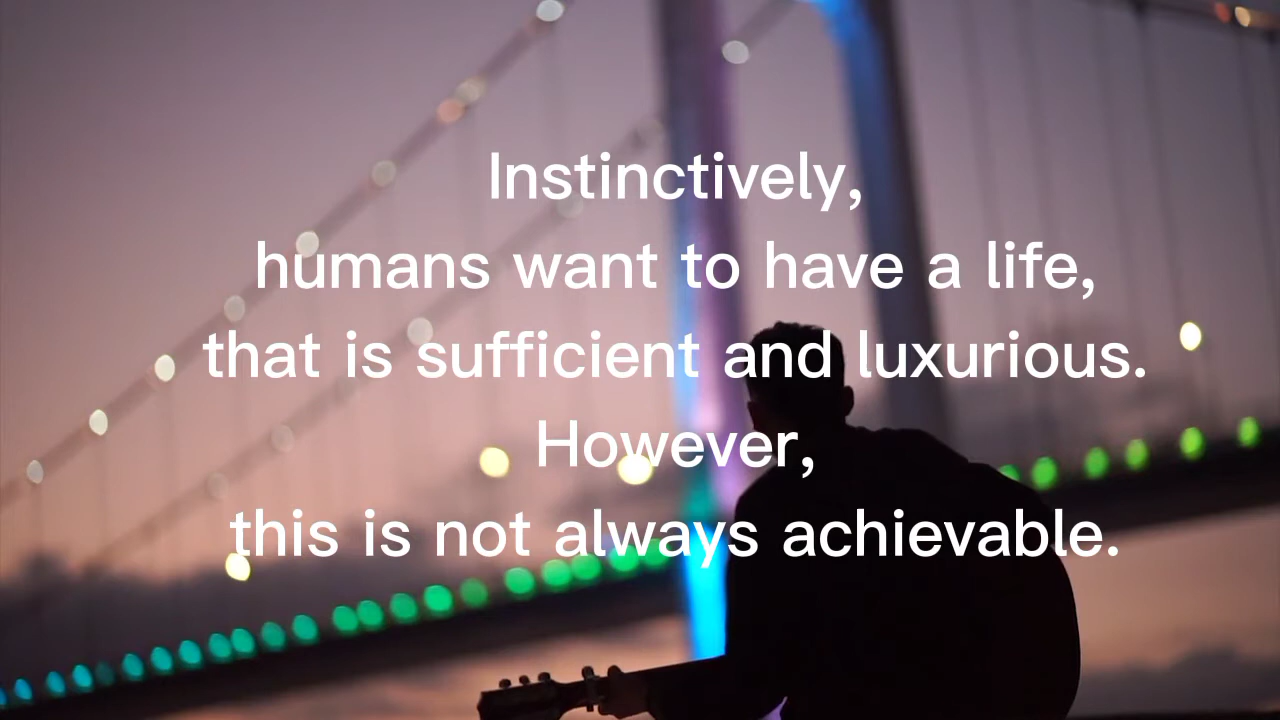 Instinctively,
humans want to have a life,
that is sufficient and luxurious.
However,
this is not always achievable.